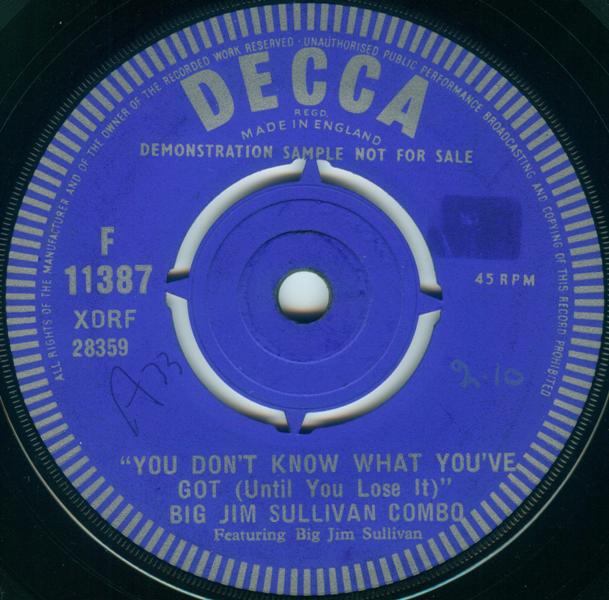 ALL RIGHTS OF THE MANUFACTURER AND OF THE OWNER OF THE RECORDED WORK RESERVED · UNAUTHORISED PUBLIC PERFORMANCE BROADCASTING AND COPYING OF THIS RECORD PROHIBITED
DECCA
REGD.
MADE IN ENGLAND
DEMONSTRATION SAMPLE NOT FOR SALE
F
11387
45 RPM
XDRF
28359
2·10
"YOU DON'T KNOW WHAT YOU'VE
GOT (Until You Lose It)"
BIG JIM SULLIVAN COMBO
Featuring Big Jim Sullivan